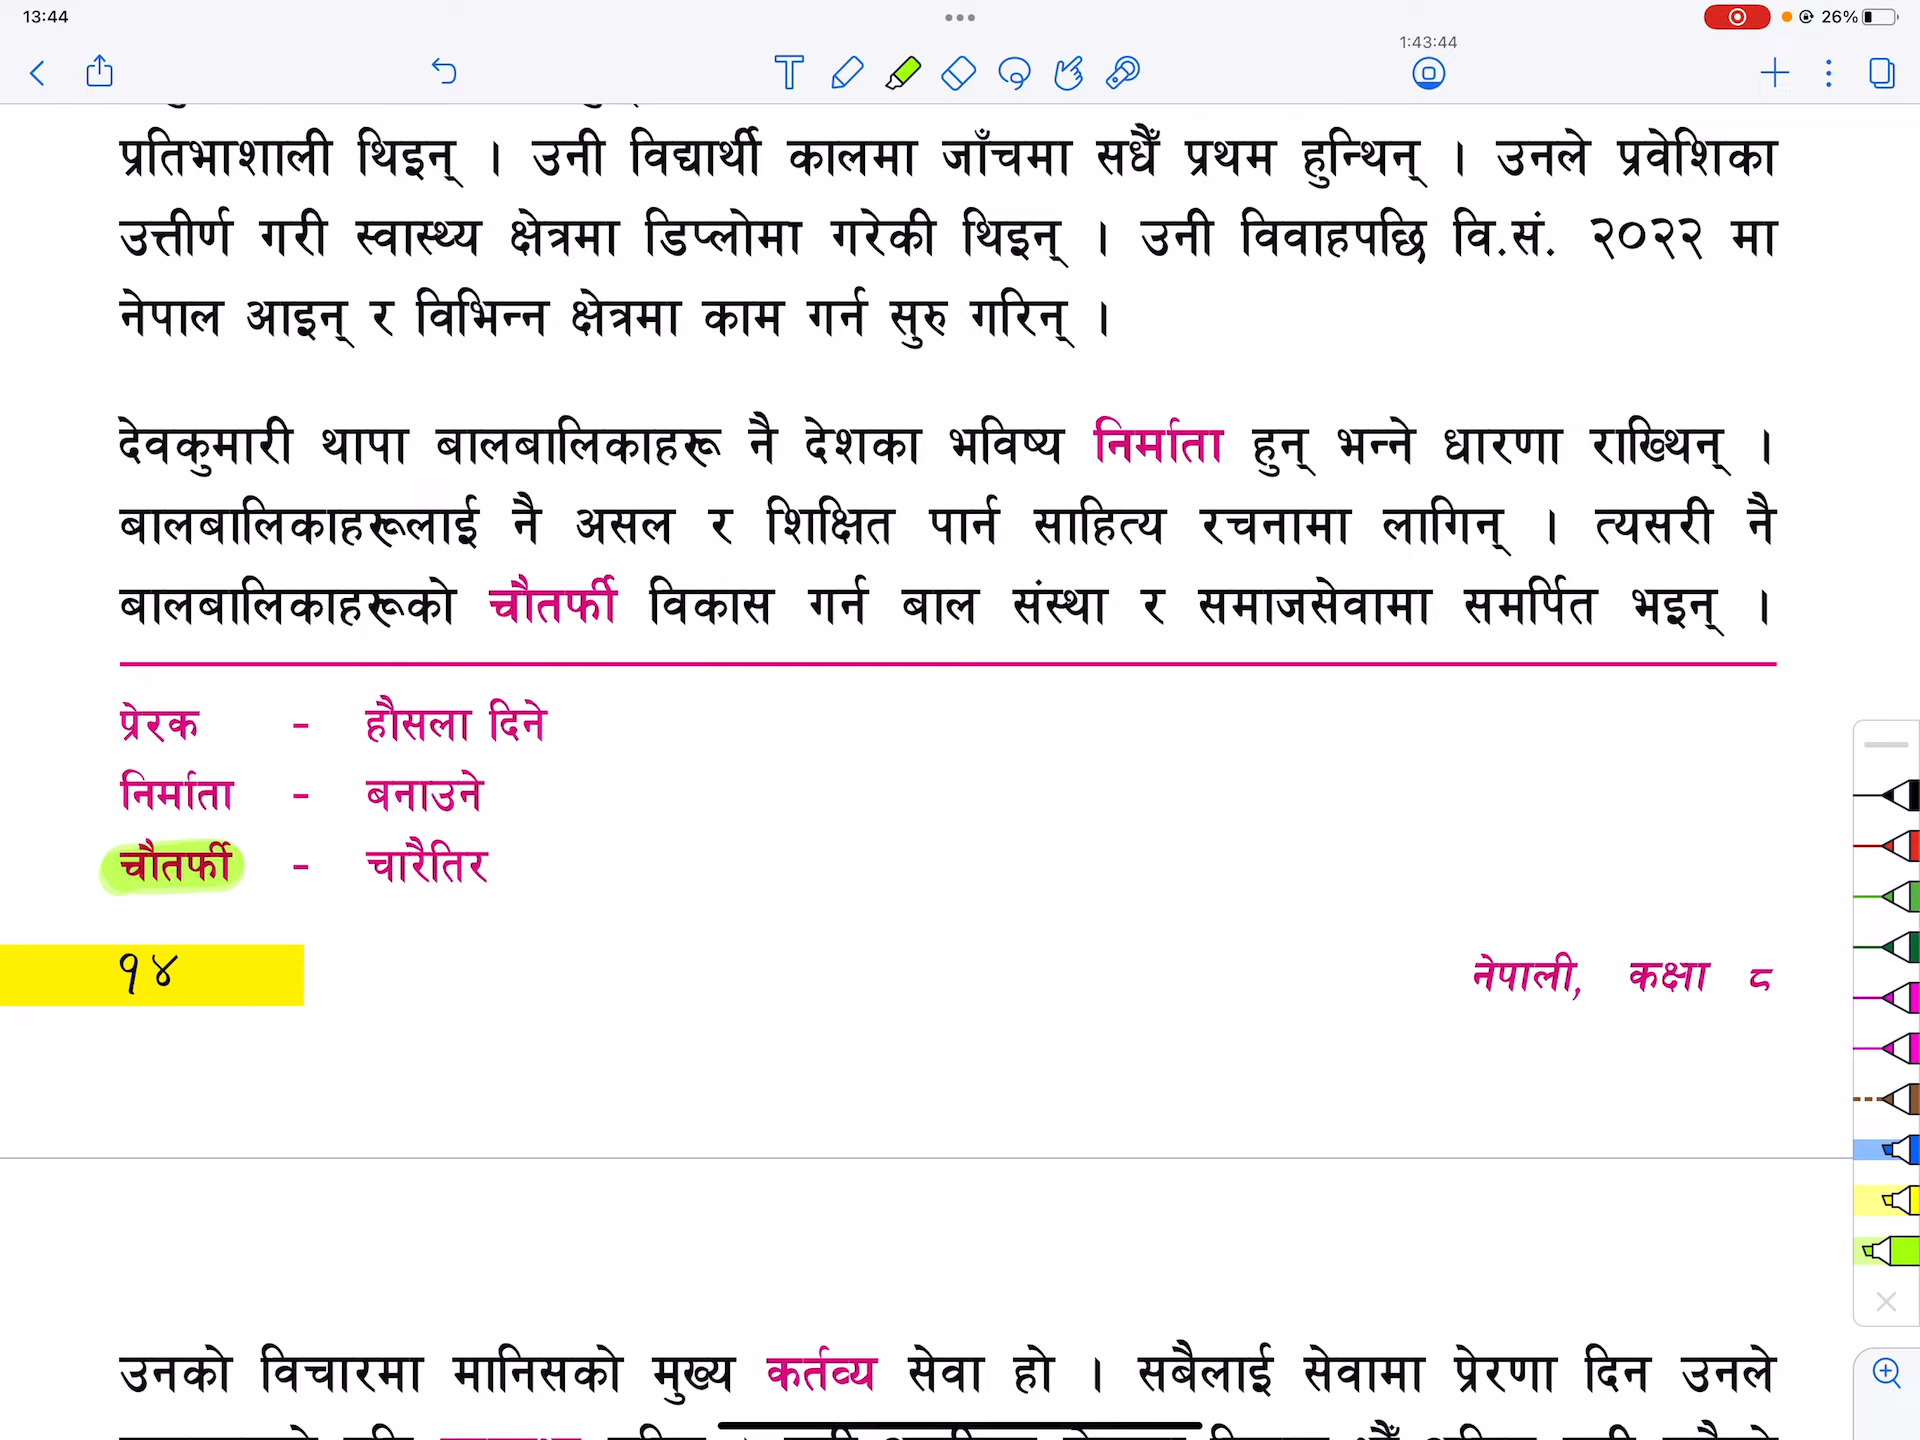 13:44
26%
1:43:44
प्रतिभाशाली थिइन् । उनी विद्यार्थी कालमा जाँचमा सधैँ प्रथम हुन्थिन् । उनले प्रवेशिका
उत्तीर्ण गरी स्वास्थ्य क्षेत्रमा डिप्लोमा गरेकी थिइन् । उनी विवाहपछि वि.सं. २०२२ मा
नेपाल आइन् र विभिन्न क्षेत्रमा काम गर्न सुरु गरिन् ।
देवकुमारी थापा बालबालिकाहरू नै देशका भविष्य निर्माता हुन् भन्ने धारणा राख्थिन् ।
बालबालिकाहरूलाई नै असल र शिक्षित पार्न साहित्य रचनामा लागिन् । त्यसरी नै
बालबालिकाहरूको चौतर्फी विकास गर्न बाल संस्था र समाजसेवामा समर्पित भइन् ।
प्रेरक - हौसला दिने
निर्माता - बनाउने
चौतर्फी - चारैतिर
१४
नेपाली, कक्षा ८
उनको विचारमा मानिसको मुख्य कर्तव्य सेवा हो । सबैलाई सेवामा प्रेरणा दिन उनले